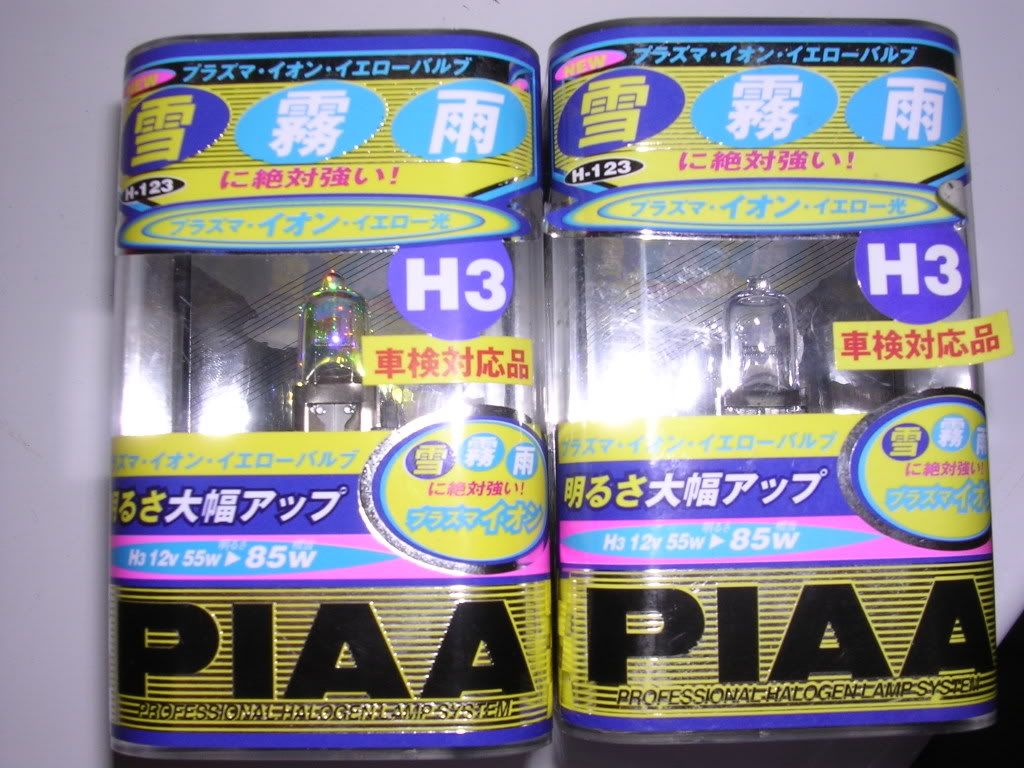 プラズマ・イオン・イエローバルブ
NEW
雪 霧 雨
H-123
に絶対強い!
プラズマ・イオン・イエロー光
H3
車検対応品
プラズマ・イオン・イエローバルブ
雪 霧 雨
に絶対強い!
プラズマイオン
明るさ大幅アップ
H3 12V 55W ▶ 85W
PIAA
PROFESSIONAL HALOGEN LAMP SYSTEM
プラズマ・イオン・イエローバルブ
NEW
雪 霧 雨
H-123
に絶対強い!
プラズマ・イオン・イエロー光
H3
車検対応品
プラズマ・イオン・イエローバルブ
雪 霧 雨
に絶対強い!
プラズマイオ
明るさ大幅アップ
H3 12V 55W ▶ 85W
PIAA
PROFESSIONAL HALOGEN LAMP SYSTEM